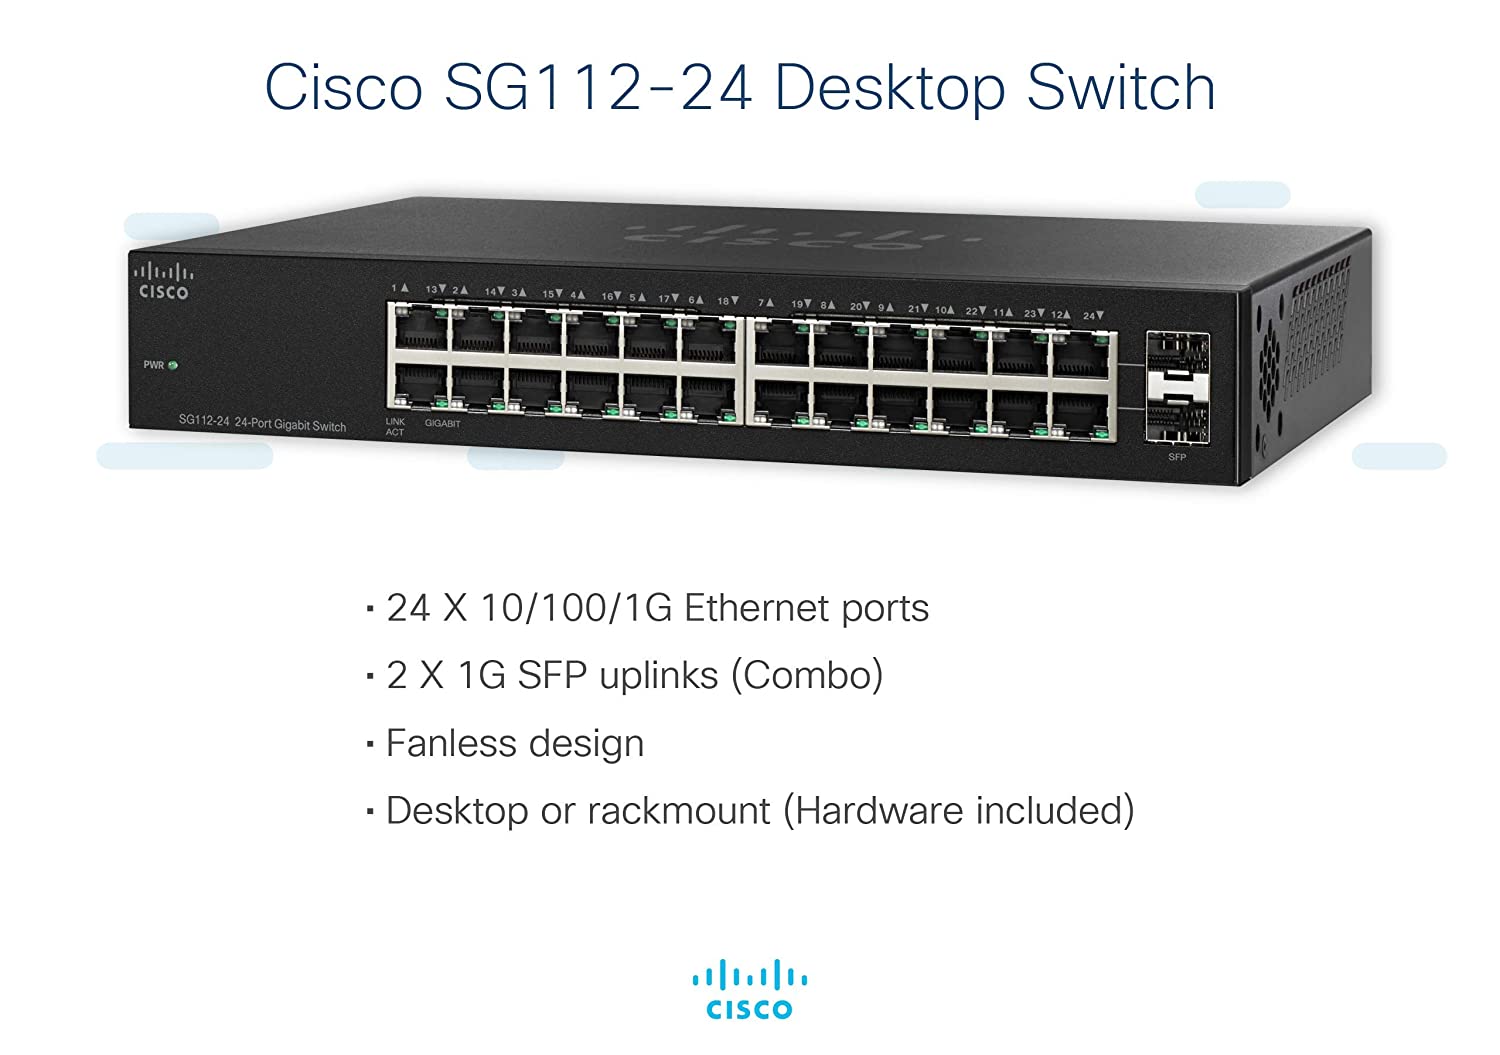 Cisco SG112-24 Desktop Switch
CISCO
CISCO
1▲ 13▼ 2▲ 14▼ 3▲ 15▼ 4▲ 16▼ 5▲ 17▼ 6▲ 18▼ 7▲ 19▼ 8▲ 20▼ 9▲ 21▼ 10▲ 22▼ 11▲ 23▼ 12▲ 24▼
PWR
SG112-24 24-Port Gigabit Switch
LINK
ACT
GIGABIT
SFP
· 24 X 10/100/1G Ethernet ports
· 2 X 1G SFP uplinks (Combo)
· Fanless design
· Desktop or rackmount (Hardware included)
CISCO